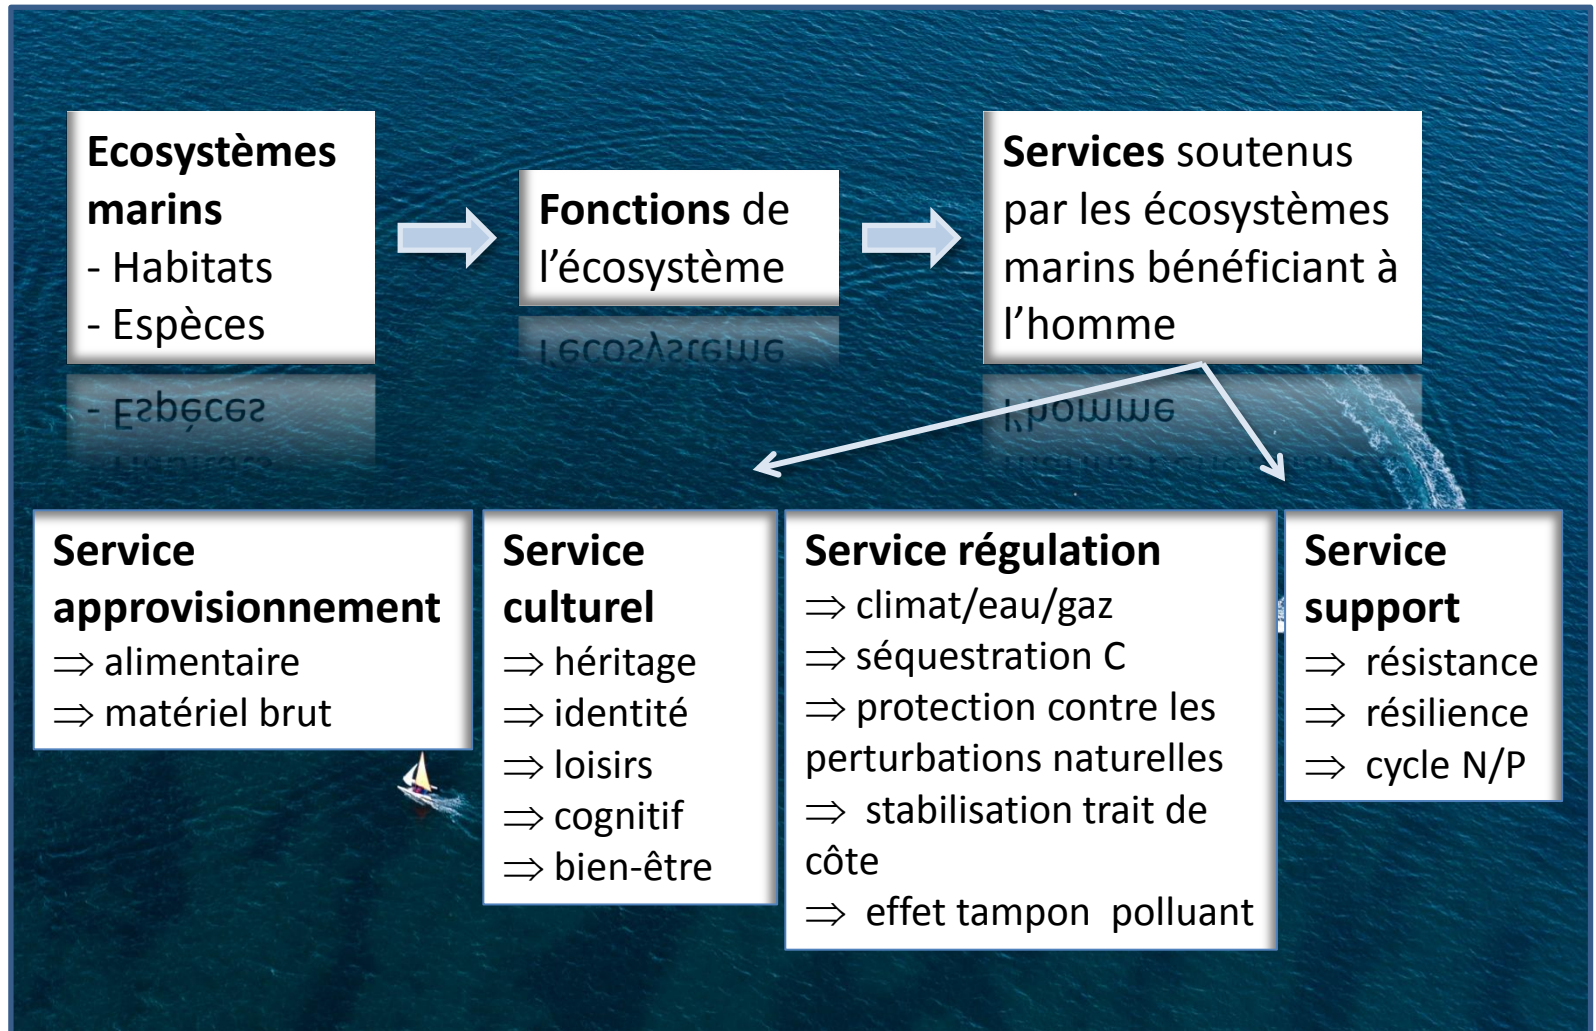 Ecosystèmes
marins
- Habitats
- Espèces
Fonctions de
l’écosystème
Services soutenus
par les écosystèmes
marins bénéficiant à
l’homme
Service
approvisionnement
⇒ alimentaire
⇒ matériel brut
Service
culturel
⇒ héritage
⇒ identité
⇒ loisirs
⇒ cognitif
⇒ bien-être
Service régulation
⇒ climat/eau/gaz
⇒ séquestration C
⇒ protection contre les
perturbations naturelles
⇒ stabilisation trait de
côte
⇒ effet tampon polluant
Service
support
⇒ résistance
⇒ résilience
⇒ cycle N/P